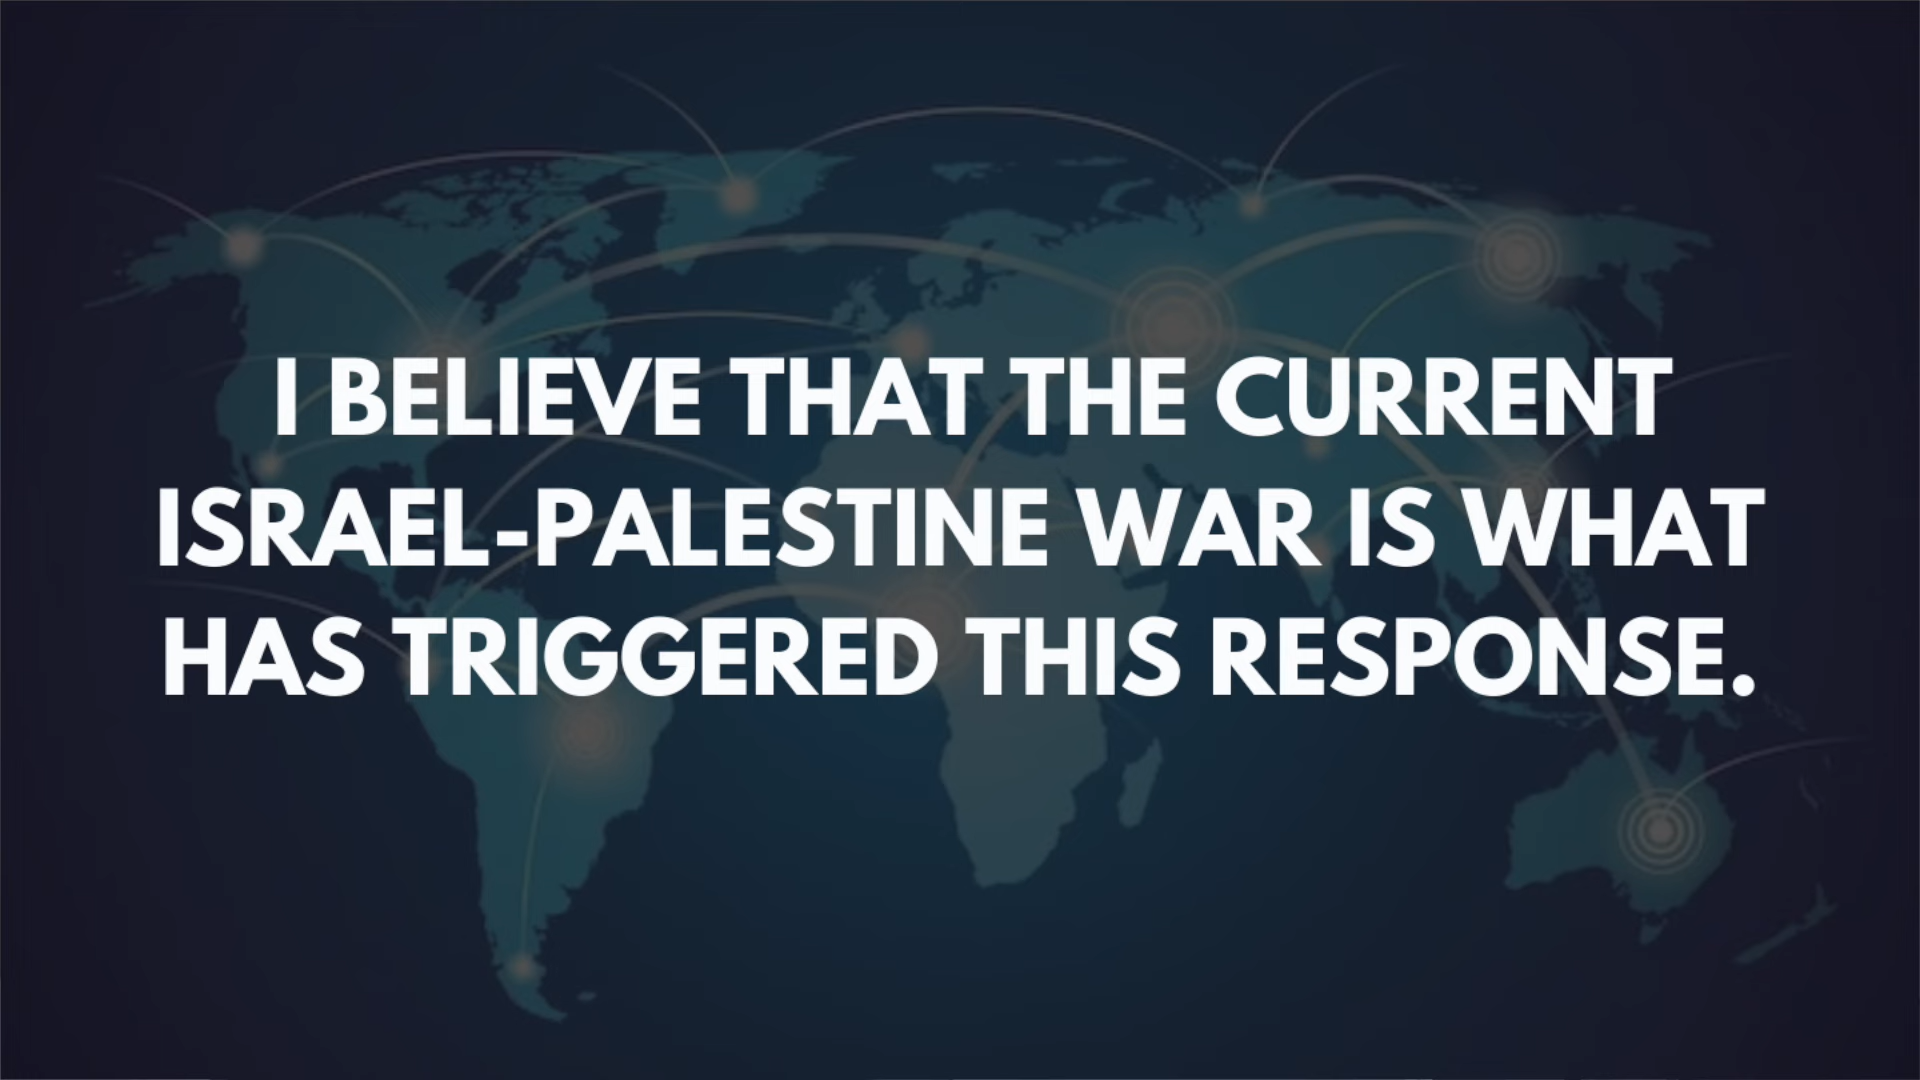 I BELIEVE THAT THE CURRENT
ISRAEL-PALESTINE WAR IS WHAT
HAS TRIGGERED THIS RESPONSE.